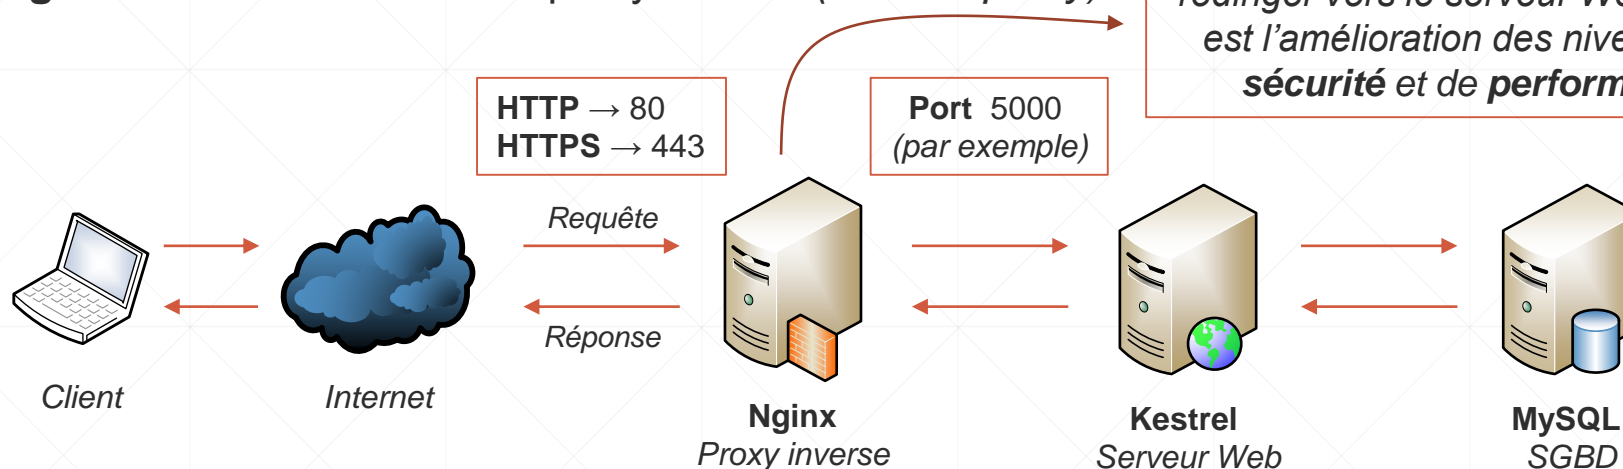 est l’amélioration des nive
sécurité et de perform
HTTP → 80
HTTPS → 443
Port 5000
(par exemple)
Requête
Réponse
Client
Internet
Nginx
Proxy inverse
Kestrel
Serveur Web
MySQL
SGBD